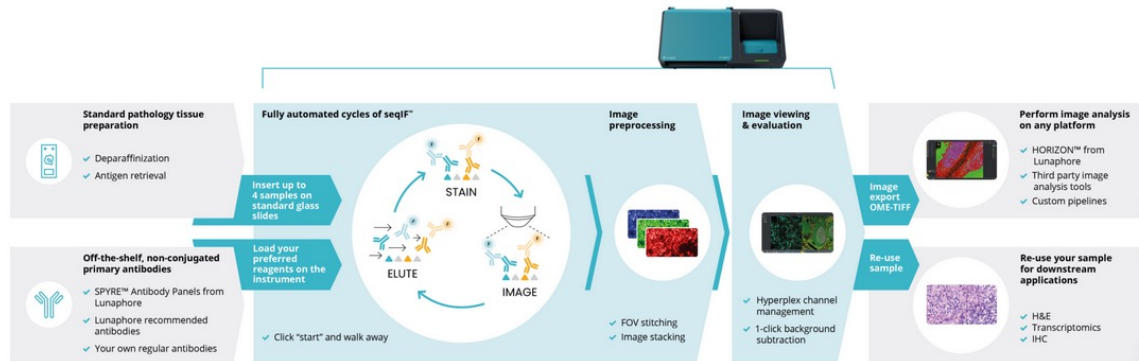 Standard pathology tissue
preparation
Deparaffinization
Antigen retrieval
Off-the-shelf, non-conjugated
primary antibodies
SPYRE™ Antibody Panels from
Lunaphore
Lunaphore recommended
antibodies
Your own regular antibodies
Insert up to
4 samples on
standard glass
slides
Load your
preferred
reagents on the
instrument
Fully automated cycles of seqIF™
STAIN
IMAGE
ELUTE
Click "start" and walk away
Image
preprocessing
FOV stitching
Image stacking
Image viewing
& evaluation
Hyperplex channel
management
1-click background
subtraction
Image
export
OME-TIFF
Re-use
sample
Perform image analysis
on any platform
HORIZON™ from
Lunaphore
Third party image
analysis tools
Custom pipelines
Re-use your sample
for downstream
applications
H&E
Transcriptomics
IHC